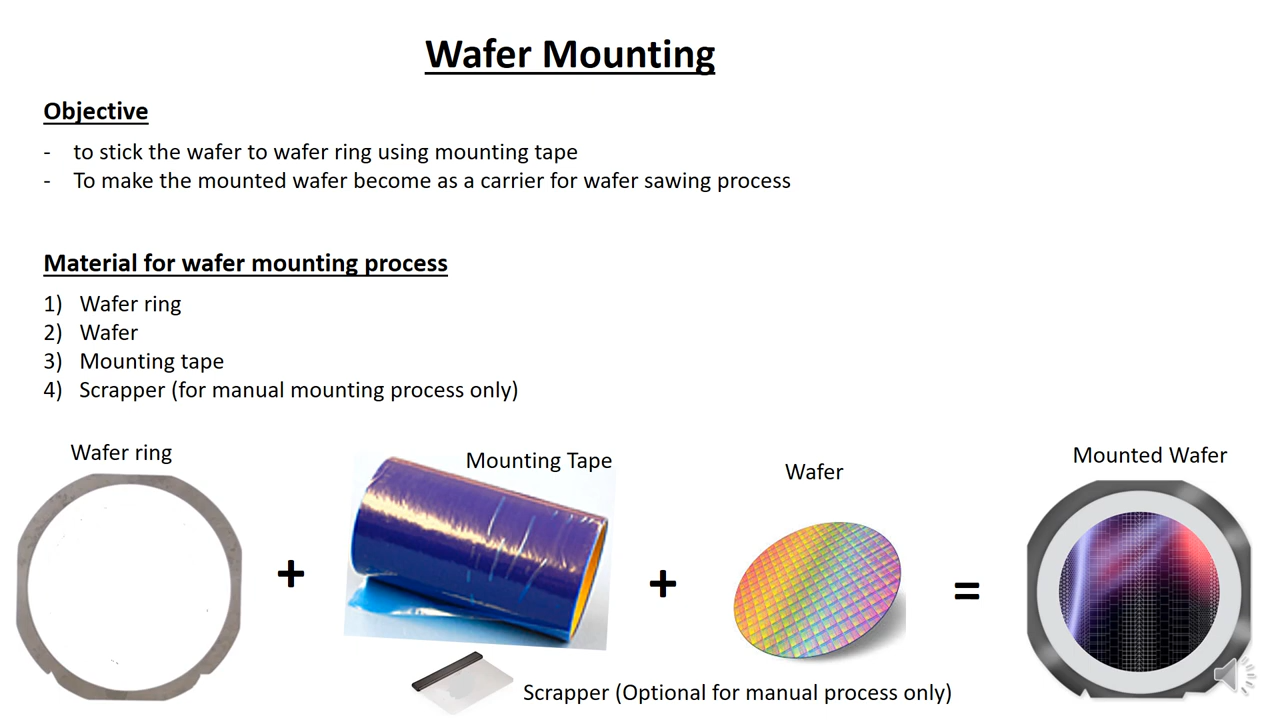 Wafer Mounting
Objective
- to stick the wafer to wafer ring using mounting tape
- To make the mounted wafer become as a carrier for wafer sawing process
Material for wafer mounting process
1) Wafer ring
2) Wafer
3) Mounting tape
4) Scrapper (for manual mounting process only)
Wafer ring
Mounting Tape
Wafer
Mounted Wafer
+
+
=
Scrapper (Optional for manual process only)